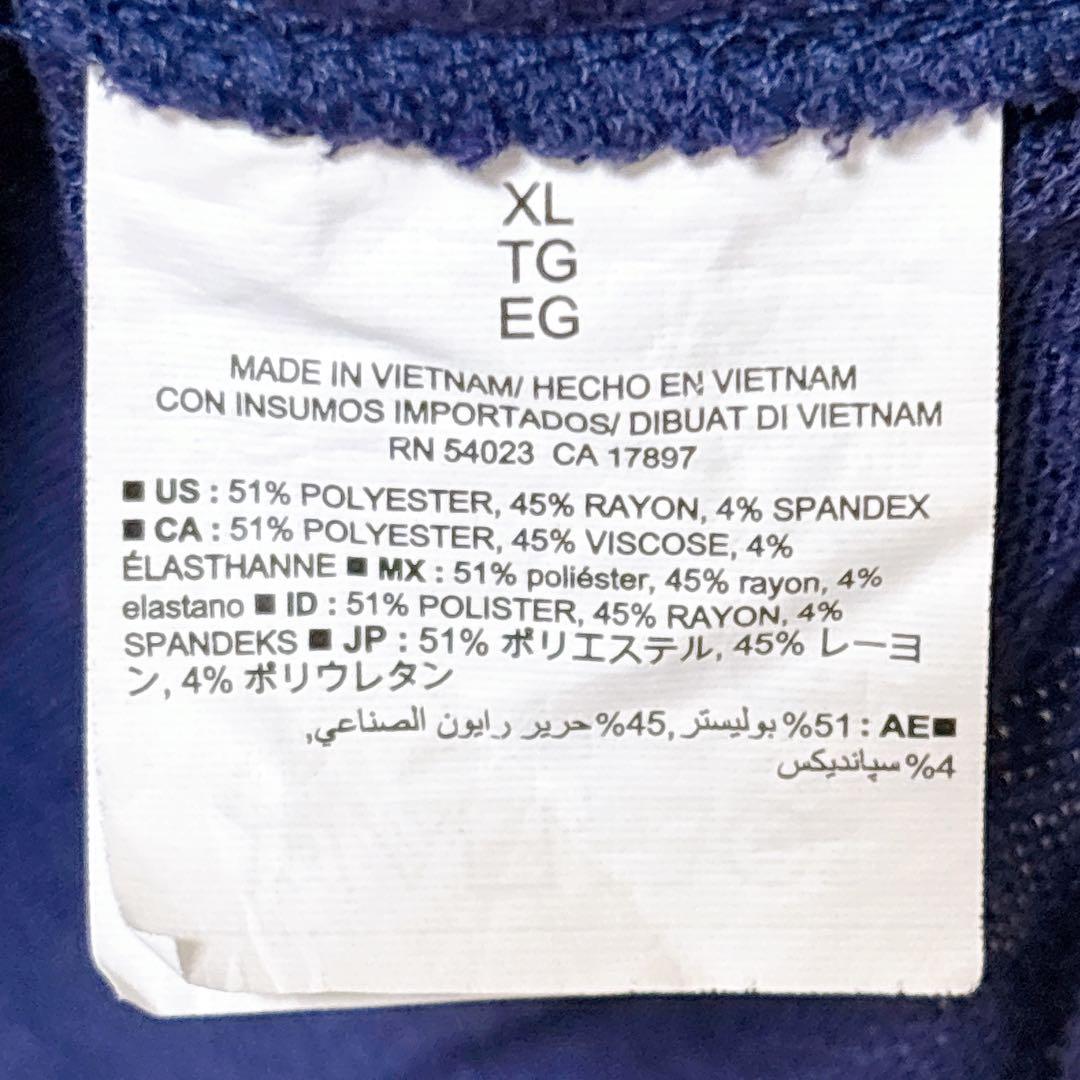 XL
TG
EG
MADE IN VIETNAM/ HECHO EN VIETNAM
CON INSUMOS IMPORTADOS/ DIBUAT DI VIETNAM
RN 54023 CA 17897
■ US : 51% POLYESTER, 45% RAYON, 4% SPANDEX
■ CA : 51% POLYESTER, 45% VISCOSE, 4%
ÉLASTHANNE ■ MX : 51% poliéster, 45% rayon, 4%
elastano ■ ID : 51% POLISTER, 45% RAYON, 4%
SPANDEKS ■ JP : 51% ポリエステル, 45% レーヨ
ン, 4% ポリウレタン
■AE : 51% بوليستر, 45% حرير رايون الصناعي,
4% سپانديكس